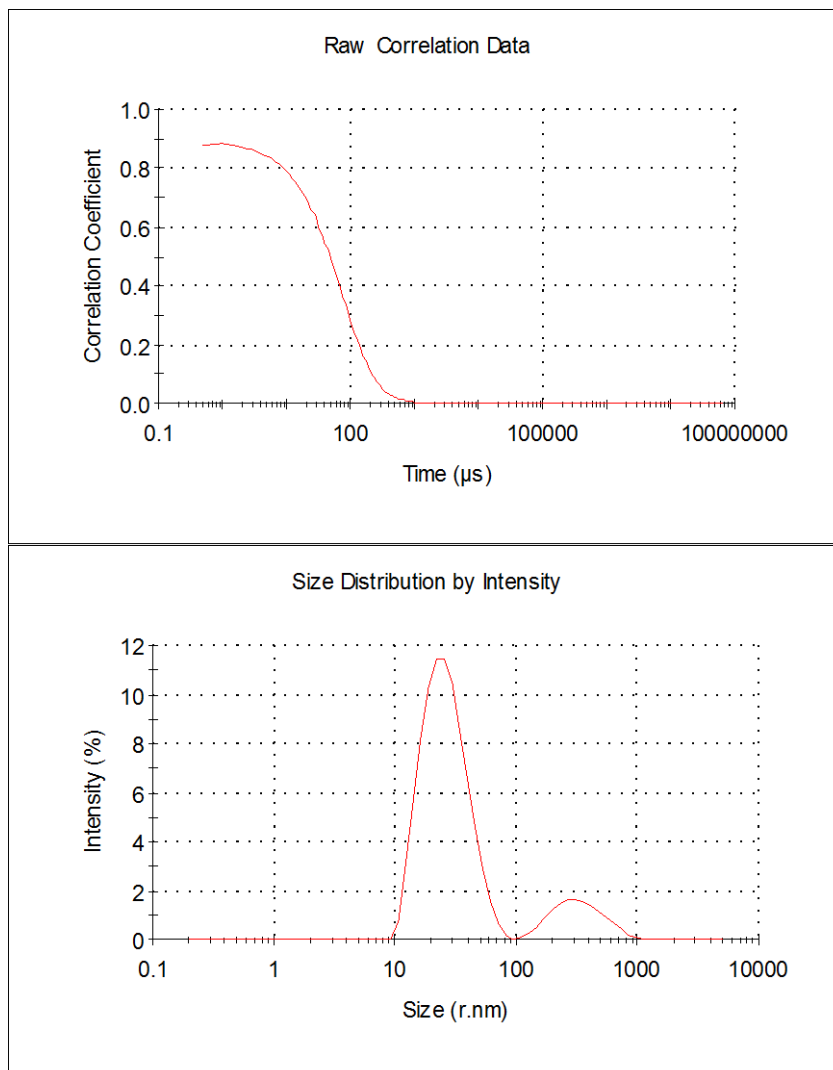 Raw Correlation Data
1.0
0.8
0.6
0.4
0.2
0.0
Correlation Coefficient
0.1 100 100000 100000000
Time (µs)
Size Distribution by Intensity
12
10
8
6
4
2
0
Intensity (%)
0.1 1 10 100 1000 10000
Size (r.nm)